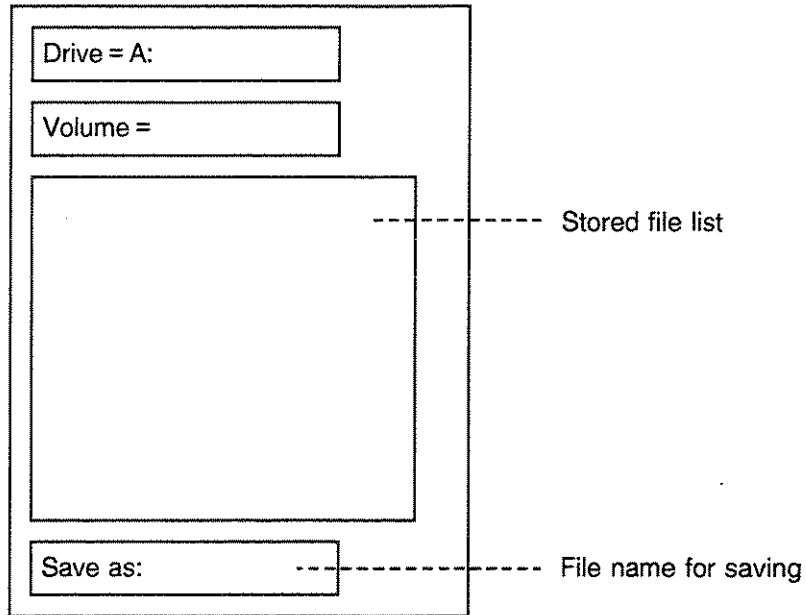 Drive = A:
Volume =
Stored file list
Save as:
File name for saving